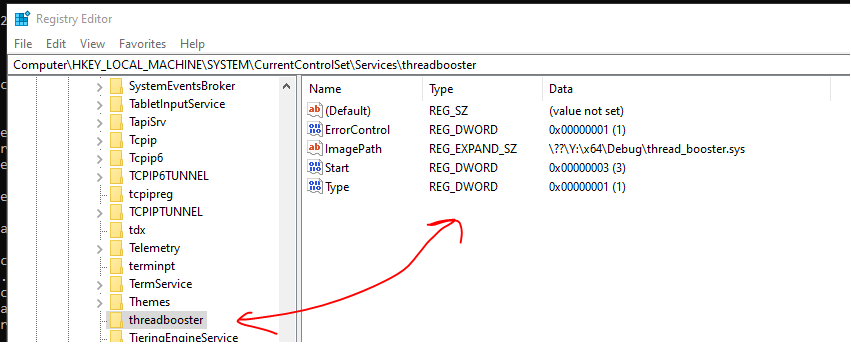 Registry Editor
File Edit View Favorites Help
Computer\HKEY_LOCAL_MACHINE\SYSTEM\CurrentControlSet\Services\threadbooster
SystemEventsBroker
TabletInputService
TapiSrv
Tcpip
Tcpip6
TCPIP6TUNNEL
tcpipreg
TCPIPTUNNEL
tdx
Telemetry
terminpt
TermService
Themes
threadbooster
TieringEngineService
Name Type Data
(Default) REG_SZ (value not set)
ErrorControl REG_DWORD 0x00000001 (1)
ImagePath REG_EXPAND_SZ \??\Y:\x64\Debug\thread_booster.sys
Start REG_DWORD 0x00000003 (3)
Type REG_DWORD 0x00000001 (1)